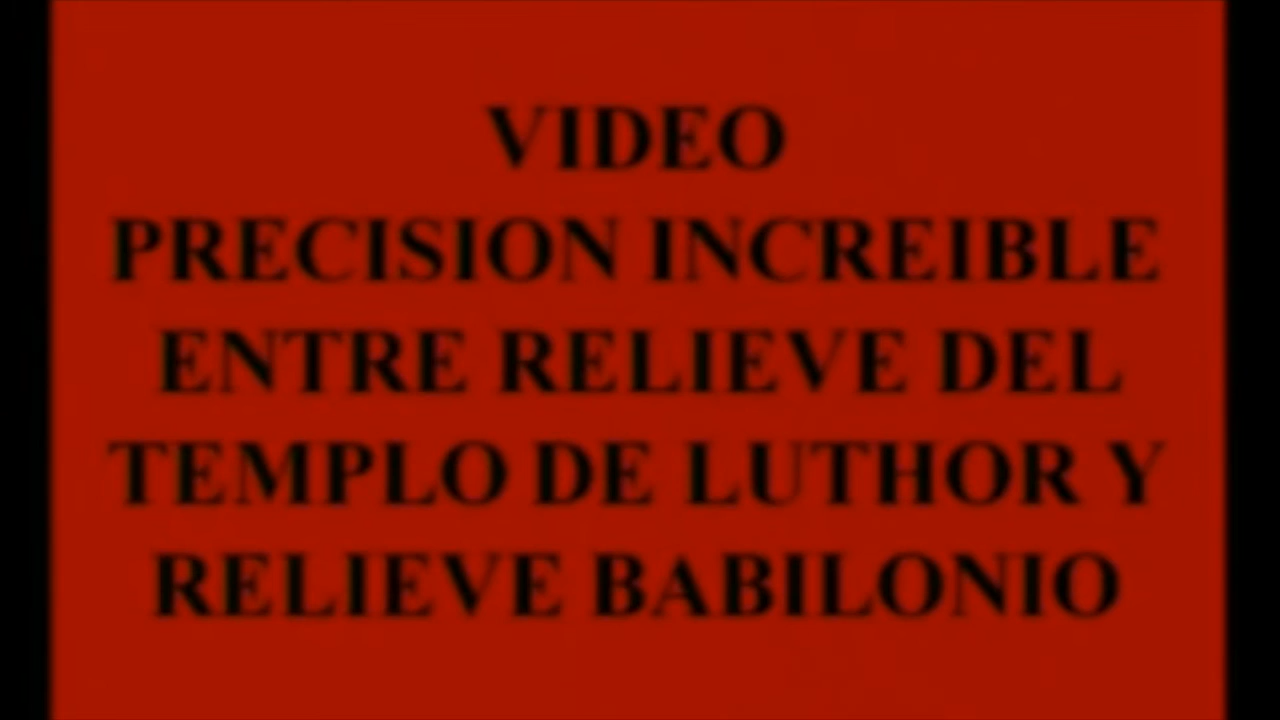 VIDEO
PRECISION INCREIBLE
ENTRE RELIEVE DEL
TEMPLO DE LUTHOR Y
RELIEVE BABILONIO